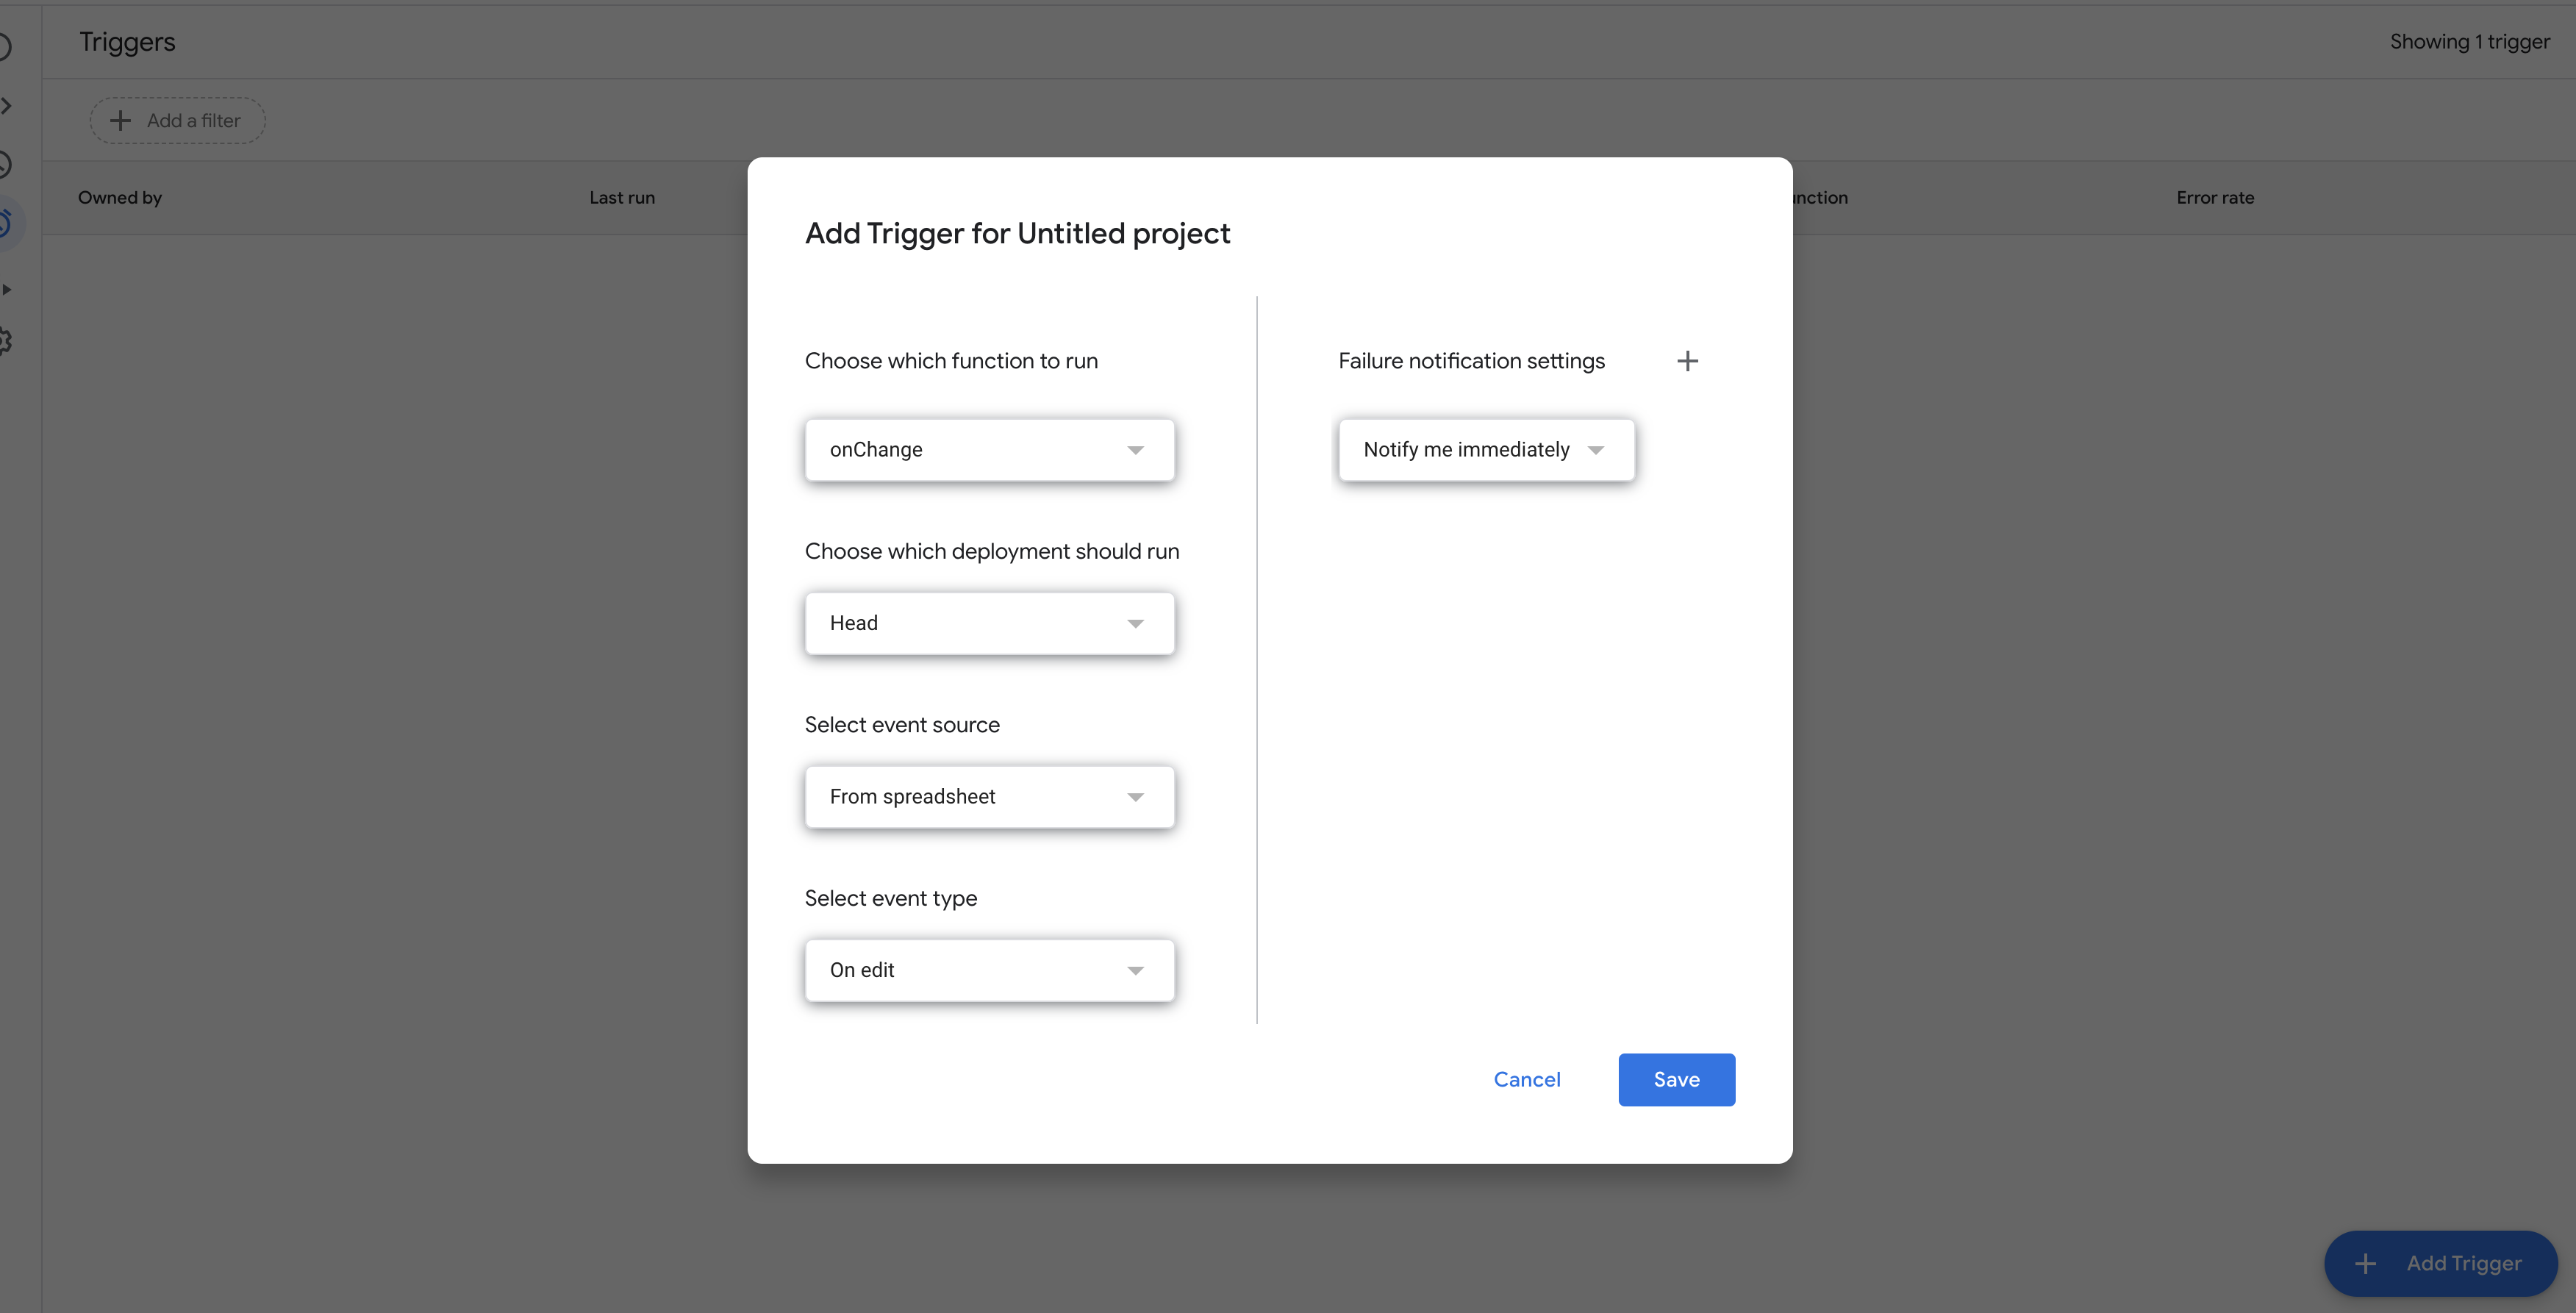 Triggers
Showing 1 trigger
Add a filter
Owned by
Last run
unction
Error rate
Add Trigger for Untitled project
Choose which function to run
onChange
Choose which deployment should run
Head
Select event source
From spreadsheet
Select event type
On edit
Failure notification settings
Notify me immediately
Cancel
Save
Add Trigger